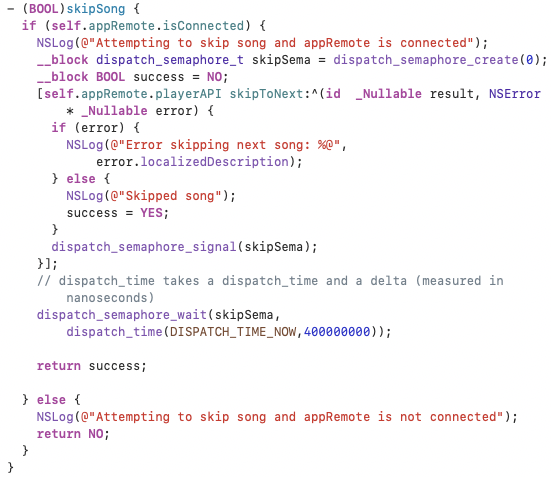 - (BOOL)skipSong {
  if (self.appRemote.isConnected) {
    NSLog(@"Attempting to skip song and appRemote is connected");
    __block dispatch_semaphore_t skipSema = dispatch_semaphore_create(0);
    __block BOOL success = NO;
    [self.appRemote.playerAPI skipToNext:^(id  _Nullable result, NSError
        * _Nullable error) {
      if (error) {
        NSLog(@"Error skipping next song: %@",
            error.localizedDescription);
      } else {
        NSLog(@"Skipped song");
        success = YES;
      }
      dispatch_semaphore_signal(skipSema);
    }];
    // dispatch_time takes a dispatch_time and a delta (measured in
        nanoseconds)
    dispatch_semaphore_wait(skipSema,
        dispatch_time(DISPATCH_TIME_NOW,400000000));

    return success;

  } else {
    NSLog(@"Attempting to skip song and appRemote is not connected");
    return NO;
  }
}